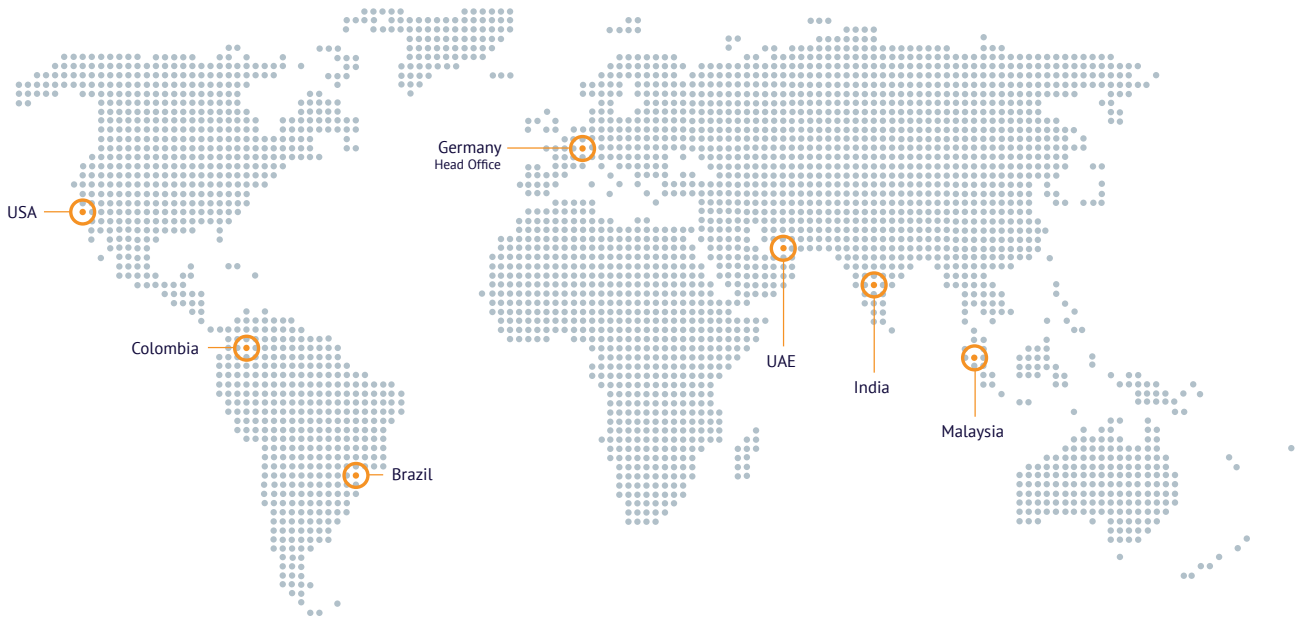 Germany
Head Office
USA
Colombia
UAE
India
Malaysia
Brazil